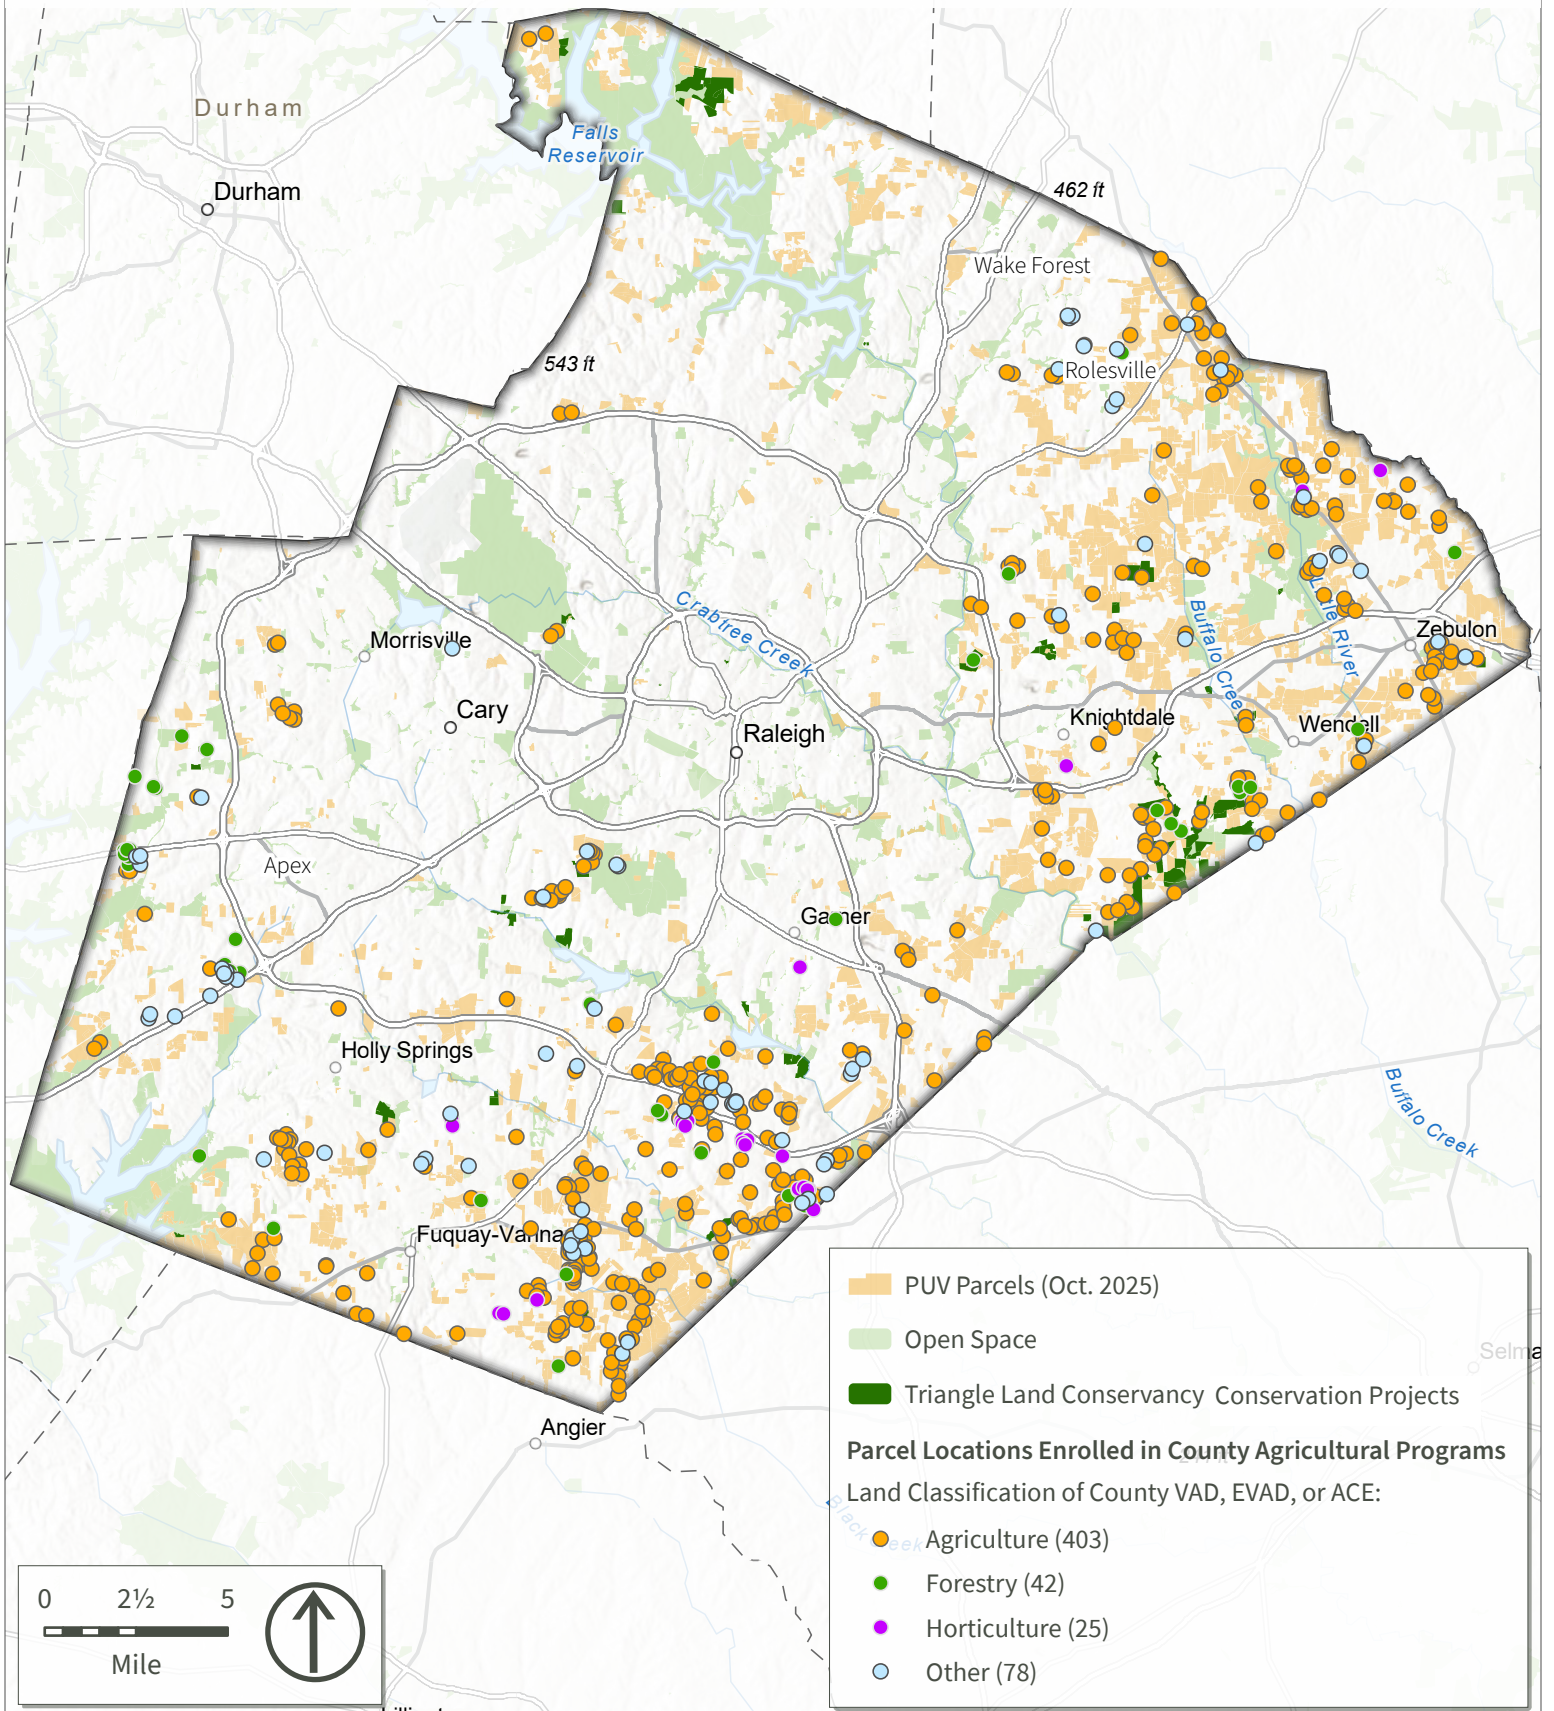 Durham
Falls
Reservoir
Durham
462 ft
Wake Forest
543 ft
Rolesville
Crabtree Creek
Buffalo Creek
Little River
Morrisville
Zebulon
Cary
Raleigh
Knightdale
Wendell
Apex
Garner
Holly Springs
Buffalo Creek
Fuquay-Varina
Angier
PUV Parcels (Oct. 2025)
Open Space
Triangle Land Conservancy Conservation Projects
Parcel Locations Enrolled in County Agricultural Programs
Land Classification of County VAD, EVAD, or ACE:
Agriculture (403)
Forestry (42)
Horticulture (25)
Other (78)
Selma
Black Creek
0 2½ 5
Mile